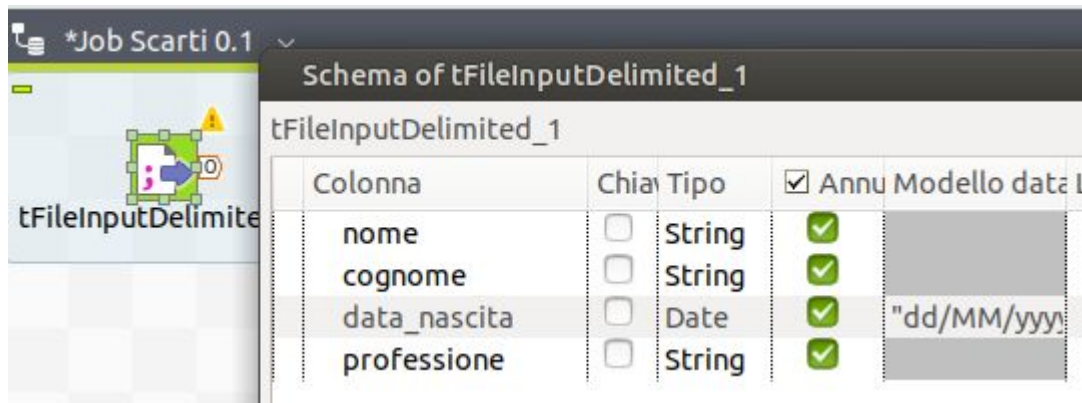 *Job Scarti 0.1
Schema of tFileInputDelimited_1
tFileInputDelimited_1
Colonna Chia Tipo Annu Modello data
nome String
cognome String
data_nascita Date "dd/MM/yyyy
professione String
tFileInputDelimite